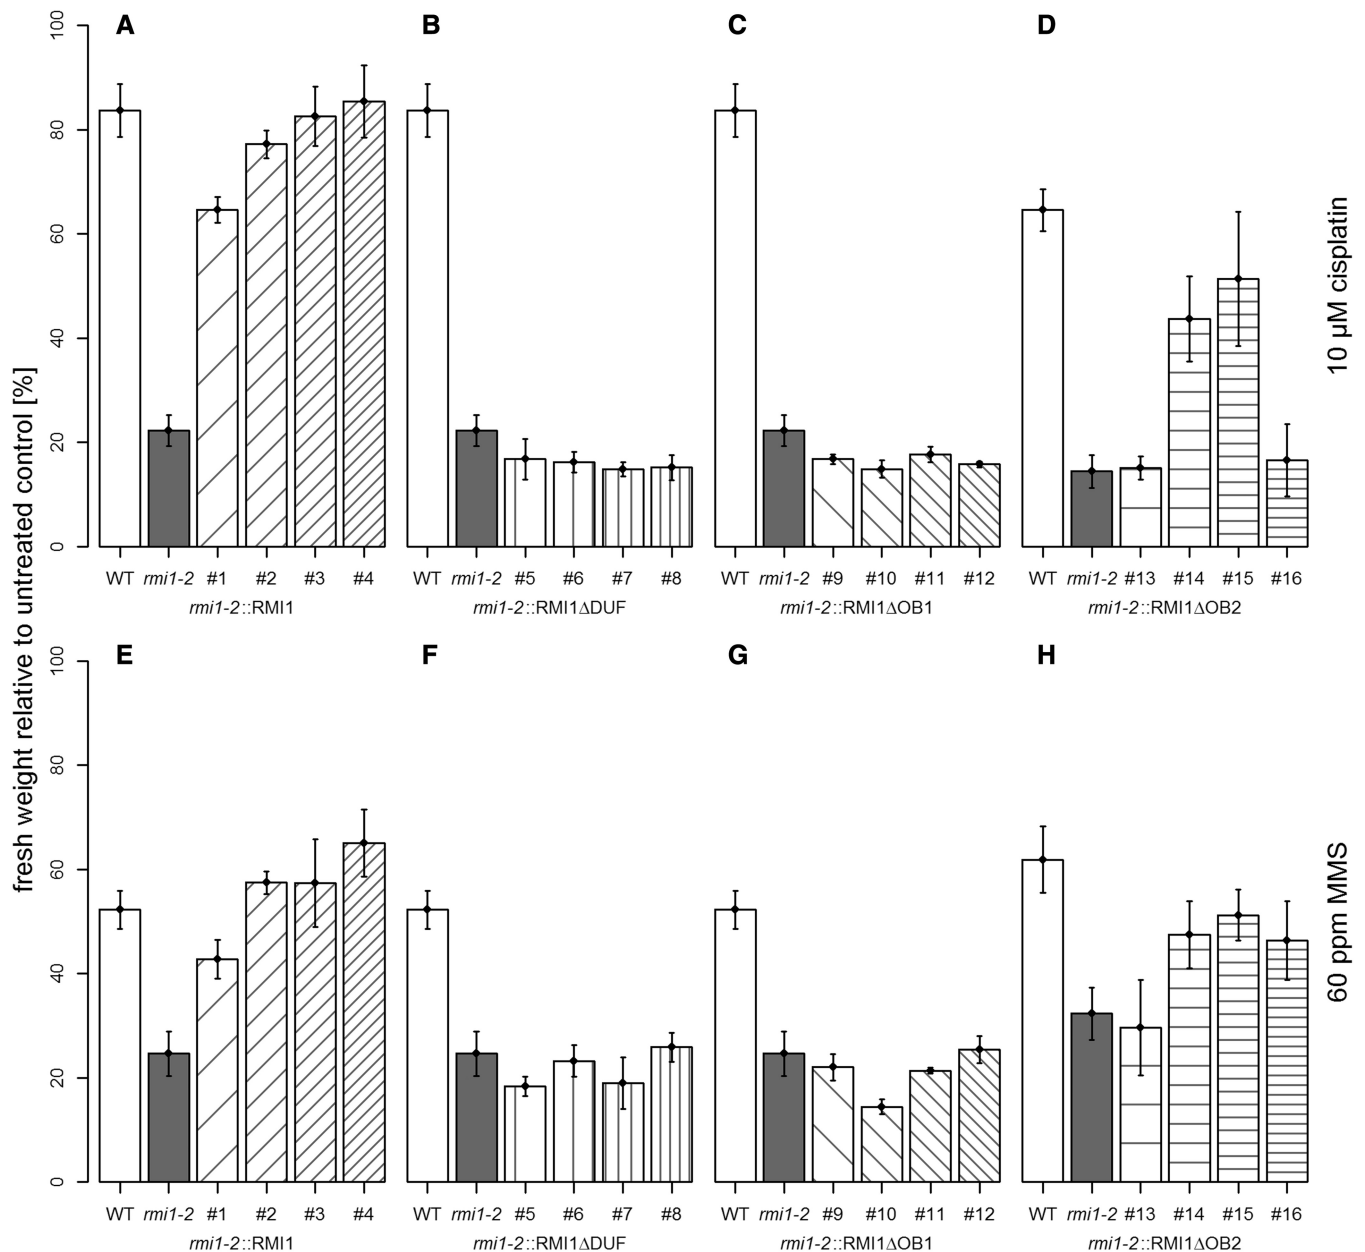 A B C D
100
80
60
40
20
0
WT rmi1-2 #1 #2 #3 #4 WT rmi1-2 #5 #6 #7 #8 WT rmi1-2 #9 #10 #11 #12 WT rmi1-2 #13 #14 #15 #16
rmi1-2::RMI1 rmi1-2::RMI1ΔDUF rmi1-2::RMI1ΔOB1 rmi1-2::RMI1ΔOB2
10 µM cisplatin
fresh weight relative to untreated control [%]
E F G H
100
80
60
40
20
0
WT rmi1-2 #1 #2 #3 #4 WT rmi1-2 #5 #6 #7 #8 WT rmi1-2 #9 #10 #11 #12 WT rmi1-2 #13 #14 #15 #16
rmi1-2::RMI1 rmi1-2::RMI1ΔDUF rmi1-2::RMI1ΔOB1 rmi1-2::RMI1ΔOB2
60 ppm MMS